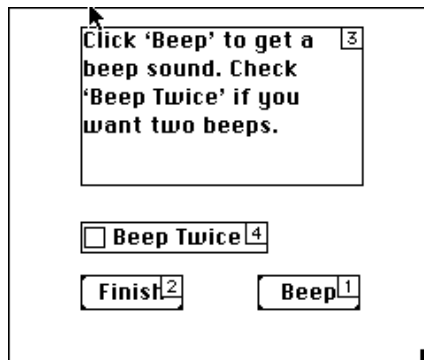 Click ‘Beep’ to get a 3
beep sound. Check
‘Beep Twice’ if you
want two beeps.
Beep Twice 4
Finish 2
Beep 1